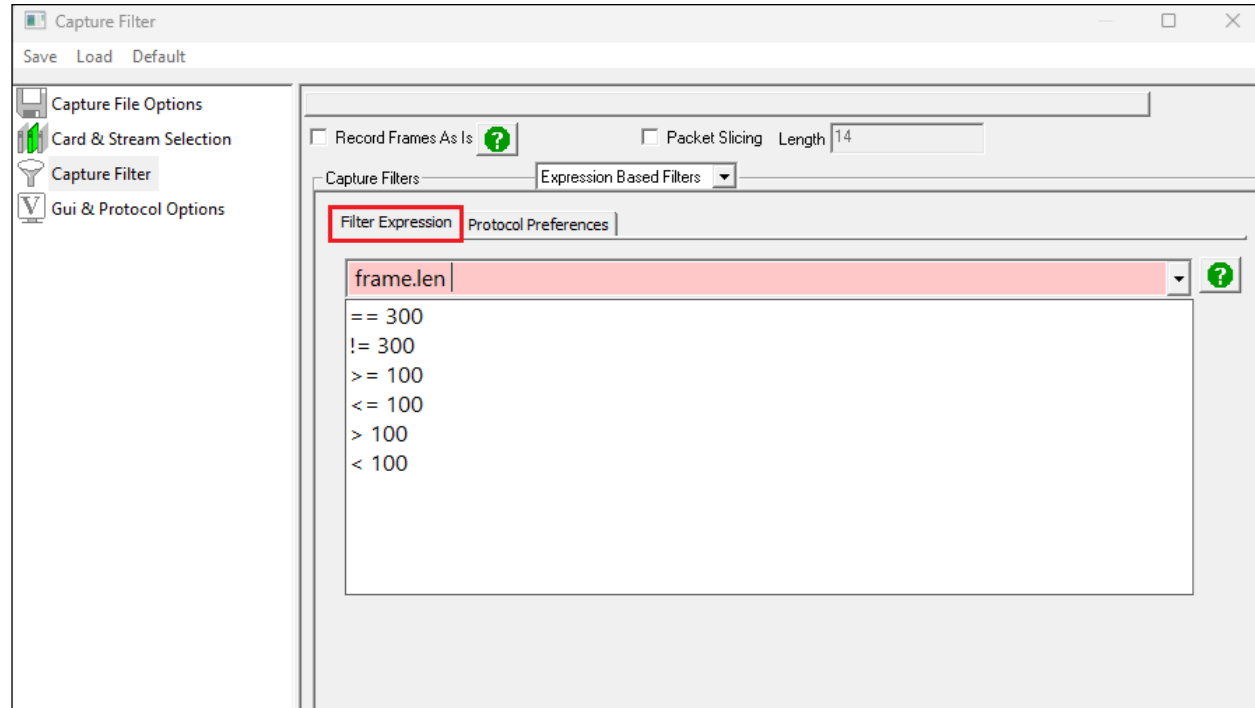 Capture Filter
Save Load Default
Capture File Options
Card & Stream Selection
Capture Filter
Gui & Protocol Options
Record Frames As Is ?
Packet Slicing Length 14
Capture Filters Expression Based Filters
Filter Expression Protocol Preferences
frame.len
?
== 300
!= 300
>= 100
<= 100
> 100
< 100